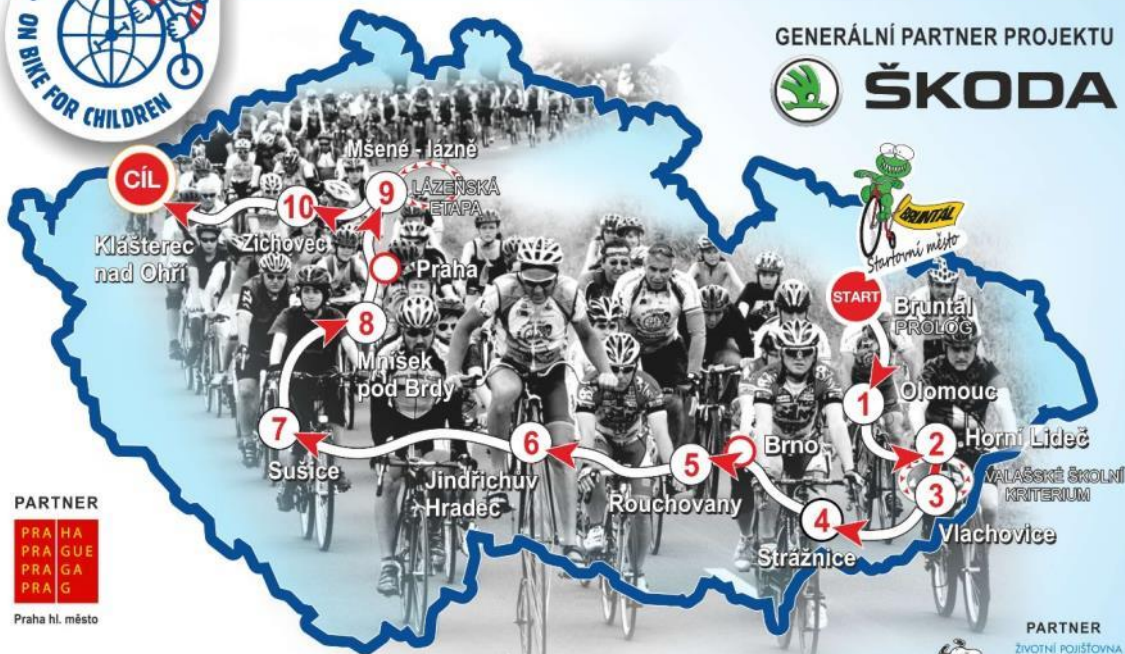 ON BIKE FOR CHILDREN
GENERÁLNÍ PARTNER PROJEKTU
ŠKODA
BRUNTÁL
Startovní město
START
Bruntál
PROLOG
1
Olomouc
2
Horní Lideč
VALAŠSKÉ ŠKOLNÍ
KRITERIUM
3
Vlachovice
4
Strážnice
Brno
5
Rouchovany
6
Jindřichuv
Hradec
7
Sušice
8
Mníšek
pod Brdy
Praha
9
Mšené - lázně
LÁZEŇSKÁ
ETAPA
10
Zichovec
CÍL
Klášterec
nad Ohří
PARTNER
PRA HA
PRA GUE
PRA GA
PRA G
Praha hl. město
PARTNER
ŽIVOTNÍ POJIŠŤOVNA